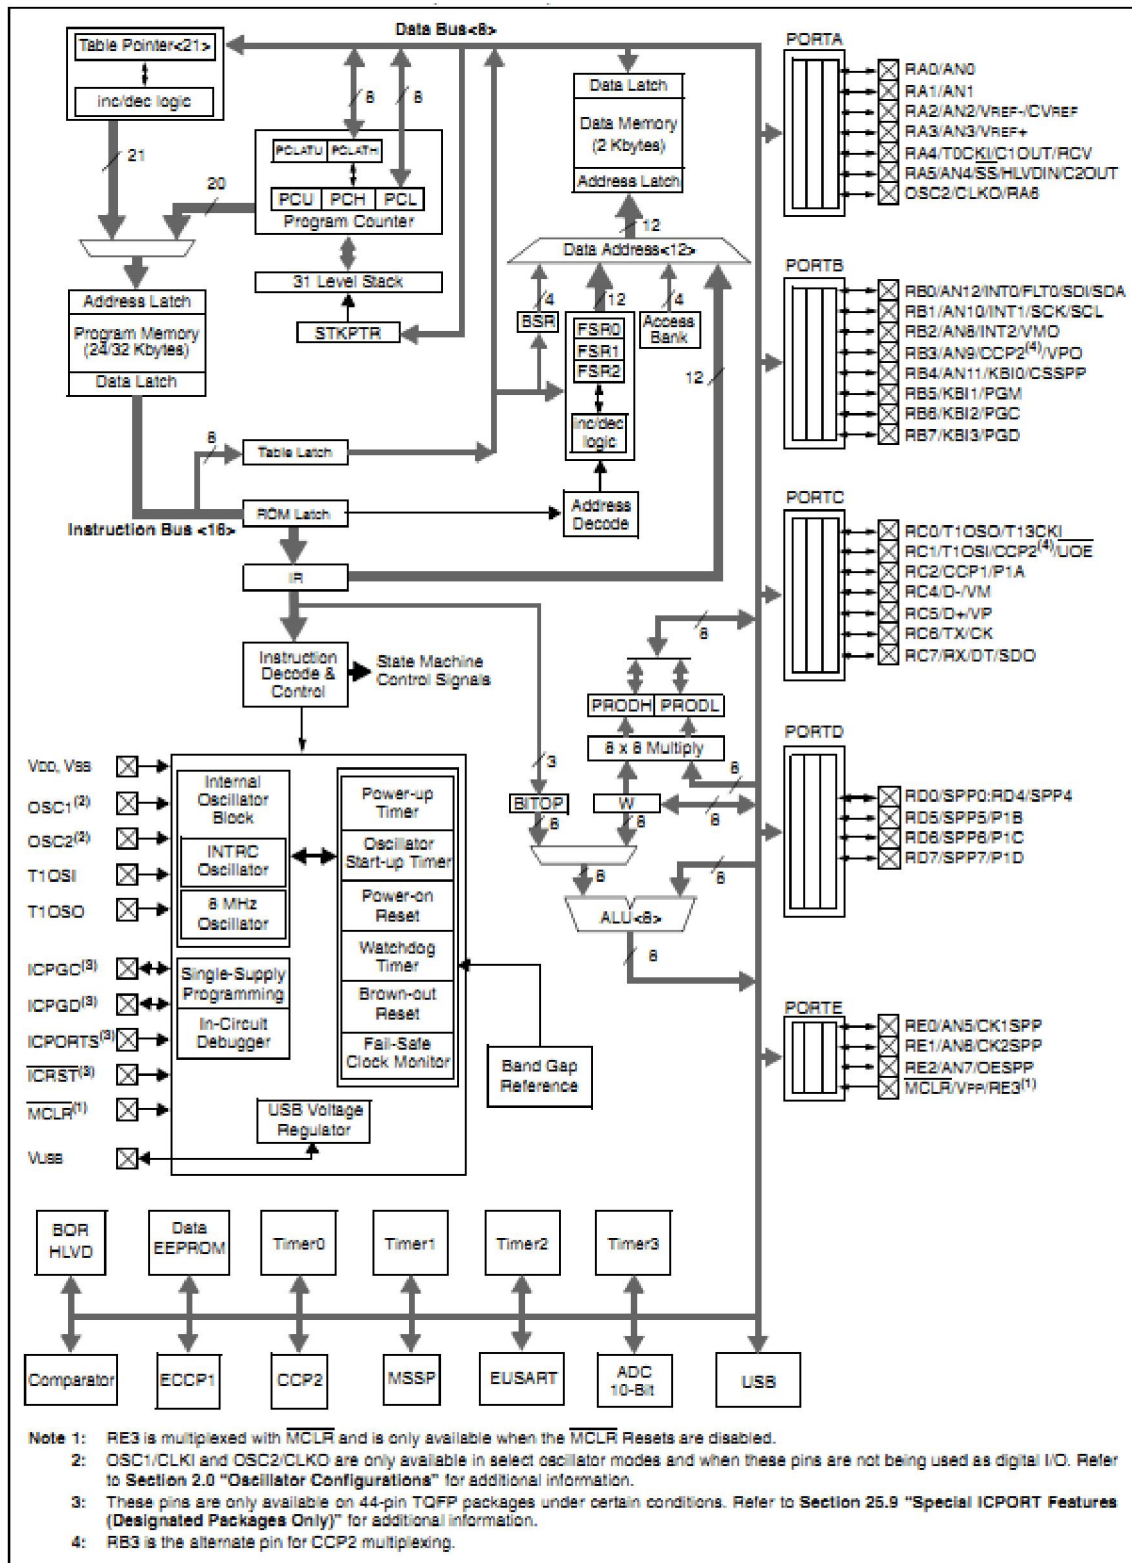 Data Bus<8>
Table Pointer<21>
inc/dec logic
21
20
8
8
PCLATU PCLATH
PCU PCH PCL
Program Counter
31 Level Stack
STKPTR
Data Latch
Data Memory
(2 Kbytes)
Address Latch
12
Data Address<12>
4
12
4
BSR
FSR0
FSR1
FSR2
inc/dec
logic
Access
Bank
12
Address Latch
Program Memory
(24/32 Kbytes)
Data Latch
8
Table Latch
ROM Latch
Instruction Bus <16>
Address
Decode
IR
Instruction
Decode &
Control
State Machine
Control Signals
8
PRODH PRODL
8 x 8 Multiply
3
8
BITOP
W
8
8
8
8
8
ALU<8>
8
PORTA
RA0/AN0
RA1/AN1
RA2/AN2/VREF-/CVREF
RA3/AN3/VREF+
RA4/T0CKI/C1OUT/RCV
RA5/AN4/SS/HLVDIN/C2OUT
OSC2/CLKO/RA6
PORTB
RB0/AN12/INT0/FLT0/SDI/SDA
RB1/AN10/INT1/SCK/SCL
RB2/AN8/INT2/VMO
RB3/AN9/CCP2(4)/VPO
RB4/AN11/KBI0/CSSPP
RB5/KBI1/PGM
RB6/KBI2/PGC
RB7/KBI3/PGD
PORTC
RC0/T1OSO/T13CKI
RC1/T1OSI/CCP2(4)/UOE
RC2/CCP1/P1A
RC4/D-/VM
RC5/D+/VP
RC6/TX/CK
RC7/RX/DT/SDO
PORTD
RD0/SPP0:RD4/SPP4
RD5/SPP5/P1B
RD6/SPP6/P1C
RD7/SPP7/P1D
PORTE
RE0/AN5/CK1SPP
RE1/AN6/CK2SPP
RE2/AN7/OESPP
MCLR/VPP/RE3(1)
VDD, VSS
OSC1(2)
OSC2(2)
T1OSI
T1OSO
ICPGC(3)
ICPGD(3)
ICPORTS(3)
ICRST(3)
MCLR(1)
VUSB
Internal
Oscillator
Block
INTRC
Oscillator
8 MHz
Oscillator
Single-Supply
Programming
In-Circuit
Debugger
Power-up
Timer
Oscillator
Start-up Timer
Power-on
Reset
Watchdog
Timer
Brown-out
Reset
Fail-Safe
Clock Monitor
Band Gap
Reference
USB Voltage
Regulator
BOR
HLVD
Data
EEPROM
Timer0
Timer1
Timer2
Timer3
Comparator
ECCP1
CCP2
MSSP
EUSART
ADC
10-Bit
USB
Note 1: RE3 is multiplexed with MCLR and is only available when the MCLR Resets are disabled.
2: OSC1/CLKI and OSC2/CLKO are only available in select oscillator modes and when these pins are not being used as digital I/O. Refer
to Section 2.0 "Oscillator Configurations" for additional information.
3: These pins are only available on 44-pin TQFP packages under certain conditions. Refer to Section 25.9 "Special ICPORT Features
(Designated Packages Only)" for additional information.
4: RB3 is the alternate pin for CCP2 multiplexing.